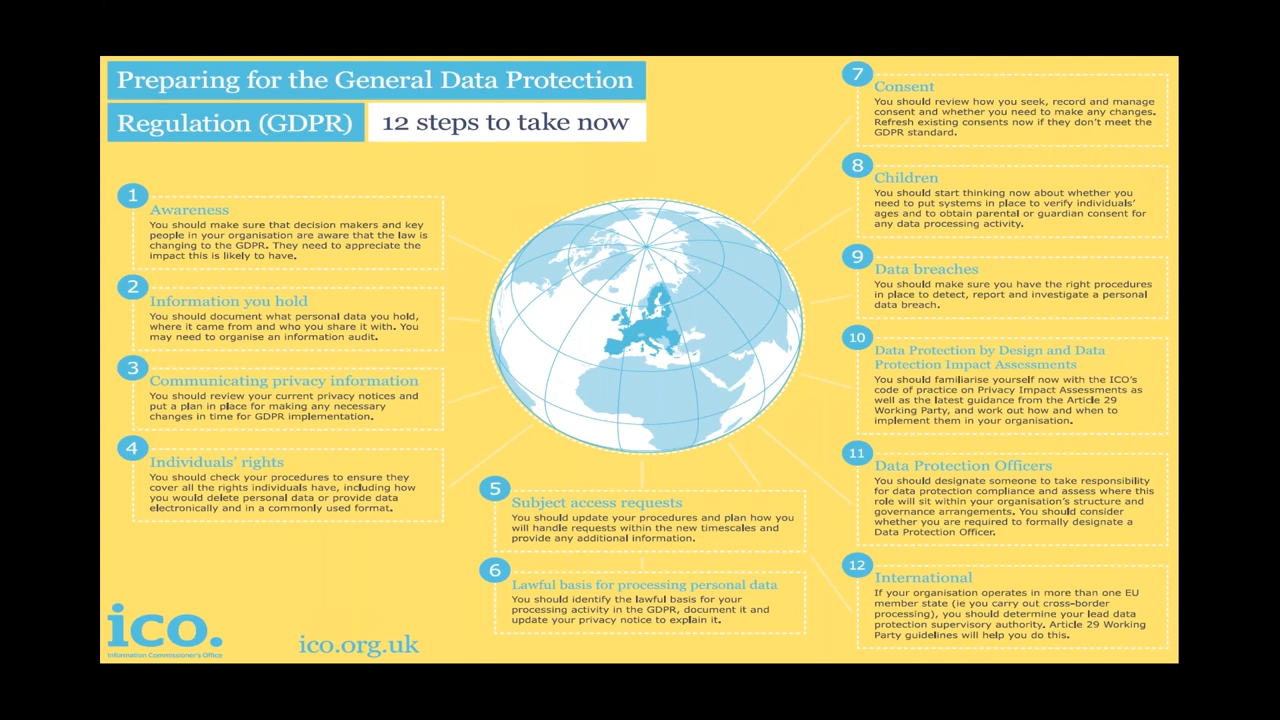 Preparing for the General Data Protection
Regulation (GDPR)
12 steps to take now
1
Awareness
You should make sure that decision makers and key
people in your organisation are aware that the law is
changing to the GDPR. They need to appreciate the
impact this is likely to have.
2
Information you hold
You should document what personal data you hold,
where it came from and who you share it with. You
may need to organise an information audit.
3
Communicating privacy information
You should review your current privacy notices and
put a plan in place for making any necessary
changes in time for GDPR implementation.
4
Individuals’ rights
You should check your procedures to ensure they
cover all the rights individuals have, including how
you would delete personal data or provide data
electronically and in a commonly used format.
5
Subject access requests
You should update your procedures and plan how you
will handle requests within the new timescales and
provide any additional information.
6
Lawful basis for processing personal data
You should identify the lawful basis for your
processing activity in the GDPR, document it and
update your privacy notice to explain it.
7
Consent
You should review how you seek, record and manage
consent and whether you need to make any changes.
Refresh existing consents now if they don’t meet the
GDPR standard.
8
Children
You should start thinking now about whether you
need to put systems in place to verify individuals’
ages and to obtain parental or guardian consent for
any data processing activity.
9
Data breaches
You should make sure you have the right procedures
in place to detect, report and investigate a personal
data breach.
10
Data Protection by Design and Data
Protection Impact Assessments
You should familiarise yourself now with the ICO’s
code of practice on Privacy Impact Assessments as
well as the latest guidance from the Article 29
Working Party, and work out how and when to
implement them in your organisation.
11
Data Protection Officers
You should designate someone to take responsibility
for data protection compliance and assess where this
role will sit within your organisation’s structure and
governance arrangements. You should consider
whether you are required to formally designate a
Data Protection Officer.
12
International
If your organisation operates in more than one EU
member state (ie you carry out cross-border
processing), you should determine your lead data
protection supervisory authority. Article 29 Working
Party guidelines will help you do this.
ico.
Information Commissioner's Office
ico.org.uk